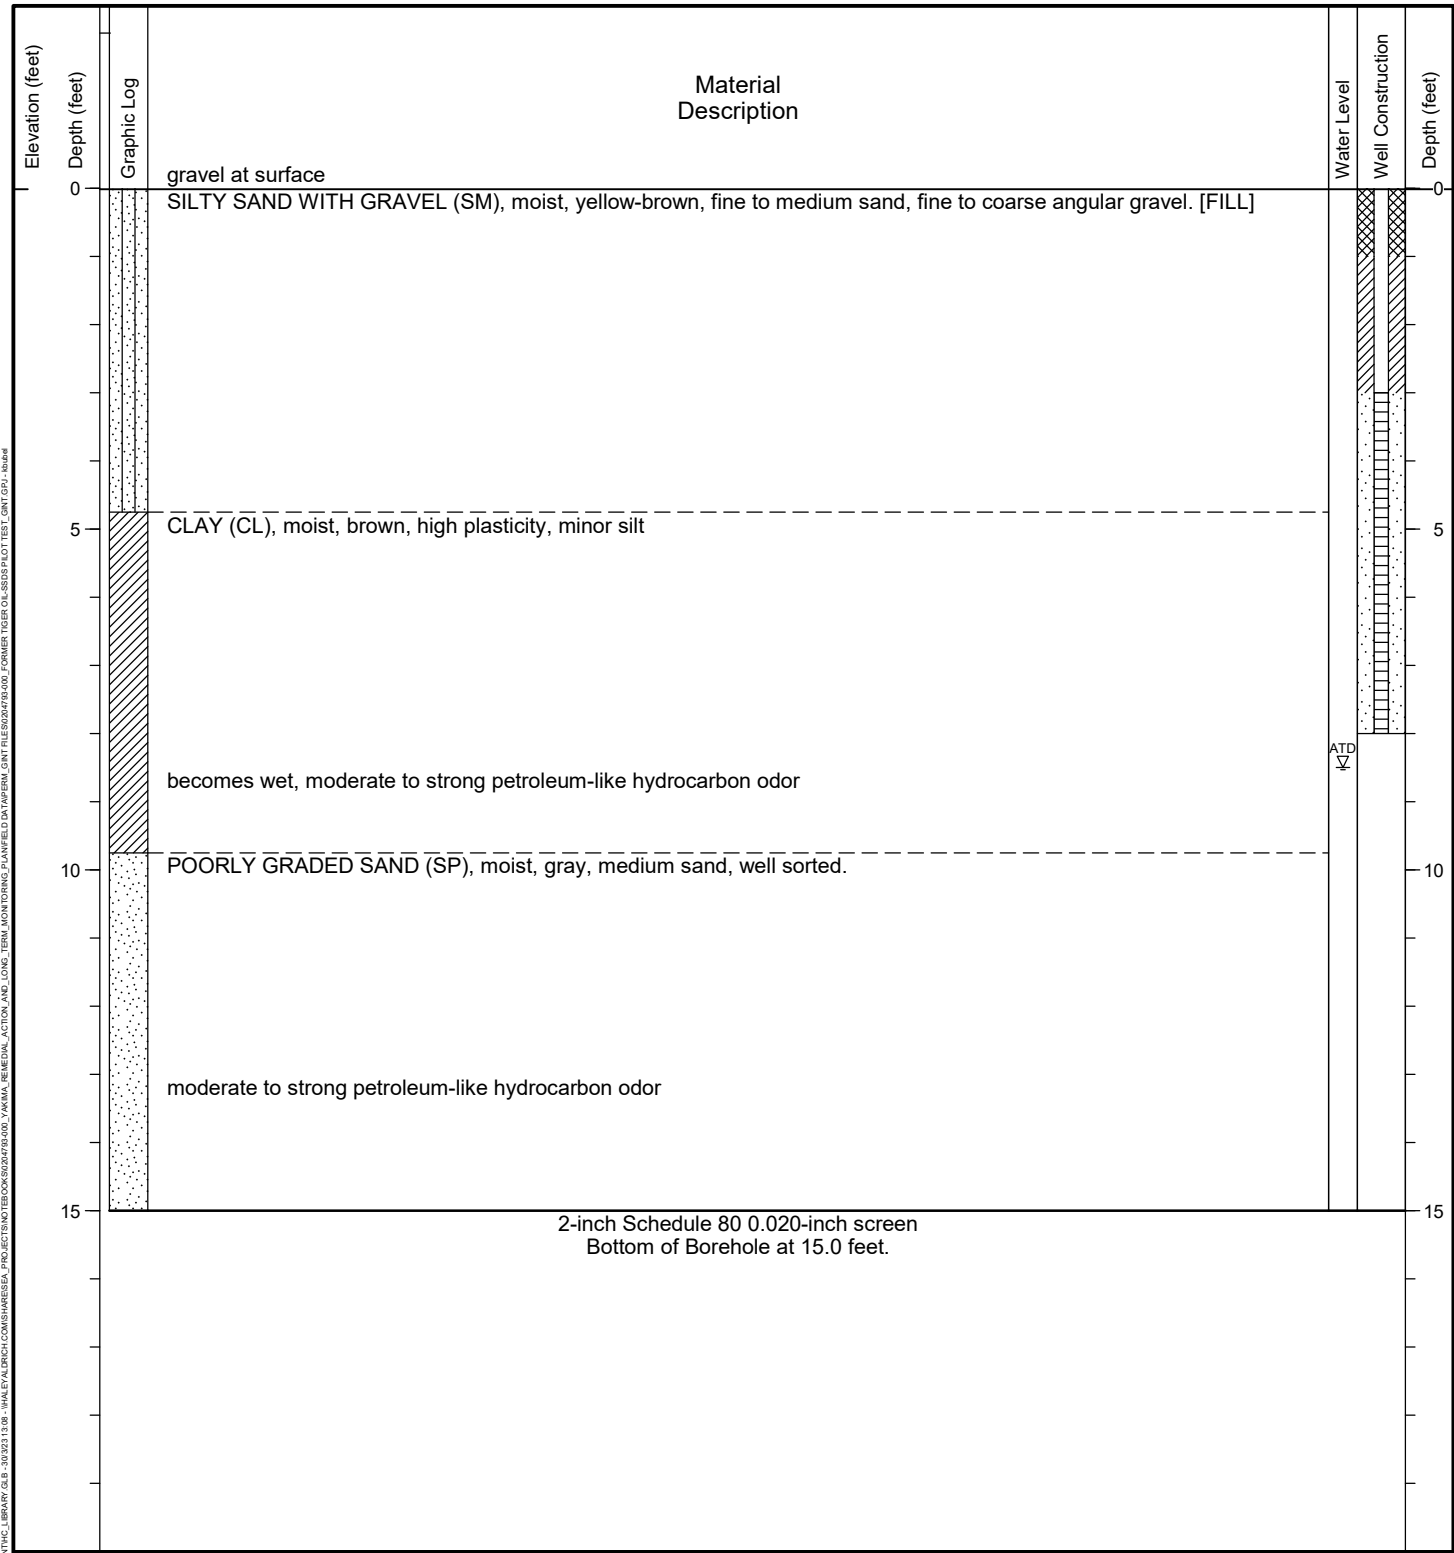 Elevation (feet)
Depth (feet)
Graphic Log
Material
Description
Water Level
Well Construction
Depth (feet)
gravel at surface
0
0
SILTY SAND WITH GRAVEL (SM), moist, yellow-brown, fine to medium sand, fine to coarse angular gravel. [FILL]
5
CLAY (CL), moist, brown, high plasticity, minor silt
5
ATD
becomes wet, moderate to strong petroleum-like hydrocarbon odor
10
POORLY GRADED SAND (SP), moist, gray, medium sand, well sorted.
10
moderate to strong petroleum-like hydrocarbon odor
15
15
2-inch Schedule 80 0.020-inch screen
Bottom of Borehole at 15.0 feet.